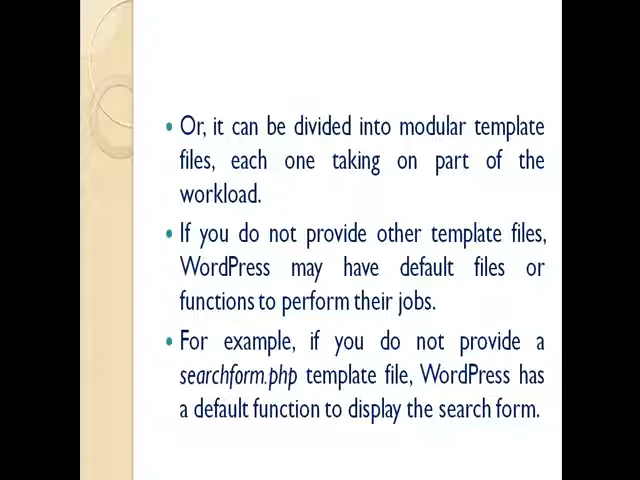 Or, it can be divided into modular template
files, each one taking on part of the
workload.
If you do not provide other template files,
WordPress may have default files or
functions to perform their jobs.
For example, if you do not provide a
searchform.php template file, WordPress has
a default function to display the search form.